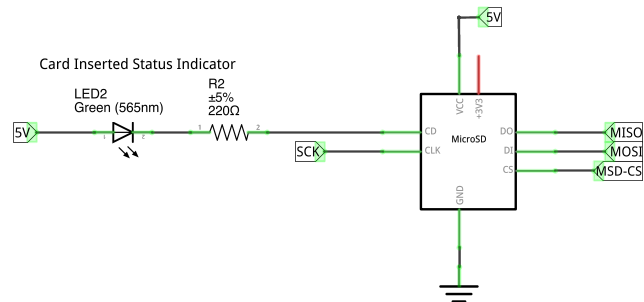 5V
Card Inserted Status Indicator
LED2
Green (565nm)
R2
±5%
220Ω
5V
1
2
1
2
SCK
VCC
+3V3
CD
CLK
MicroSD
DO
DI
CS
GND
MISO
MOSI
MSD-CS